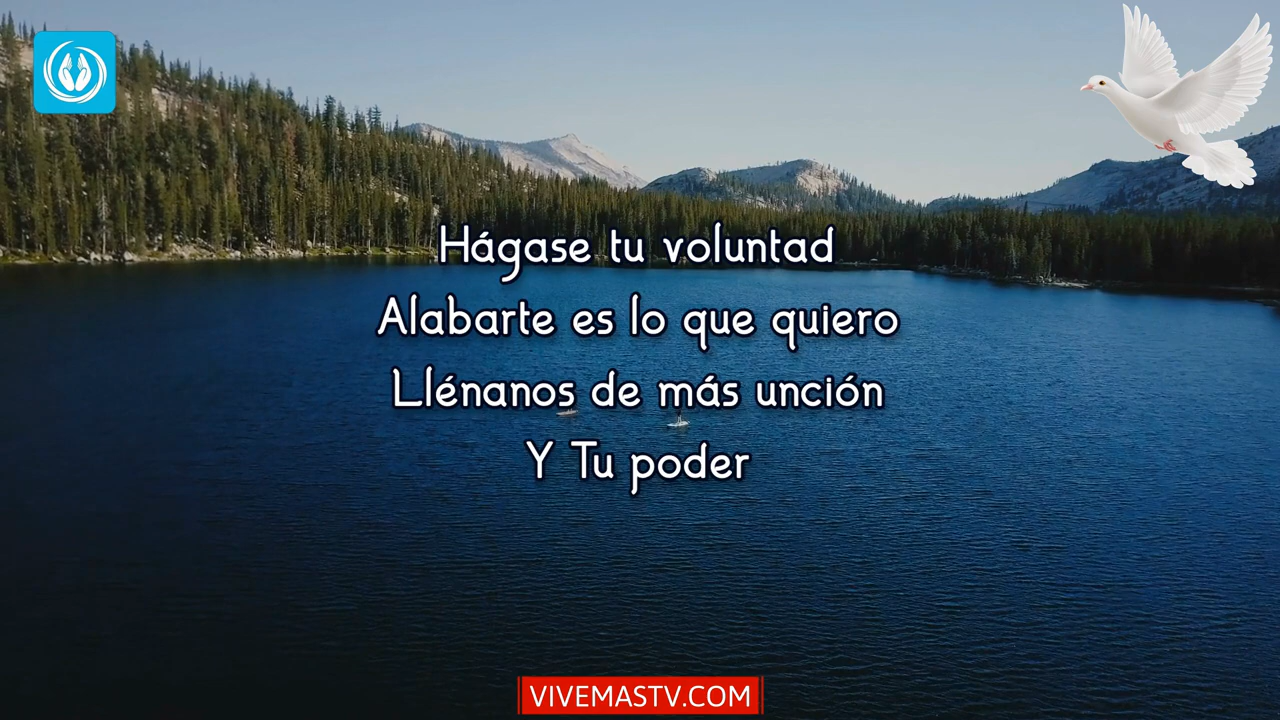 Hágase tu voluntad
Alabarte es lo que quiero
Llénanos de más unción
Y Tu poder
VIVEMASTV.COM